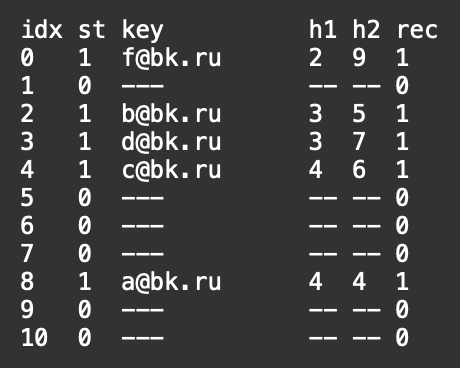 idx st key h1 h2 rec
0 1 f@bk.ru 2 9 1
1 0 --- -- -- 0
2 1 b@bk.ru 3 5 1
3 1 d@bk.ru 3 7 1
4 1 c@bk.ru 4 6 1
5 0 --- -- -- 0
6 0 --- -- -- 0
7 0 --- -- -- 0
8 1 a@bk.ru 4 4 1
9 0 --- -- -- 0
10 0 --- -- -- 0